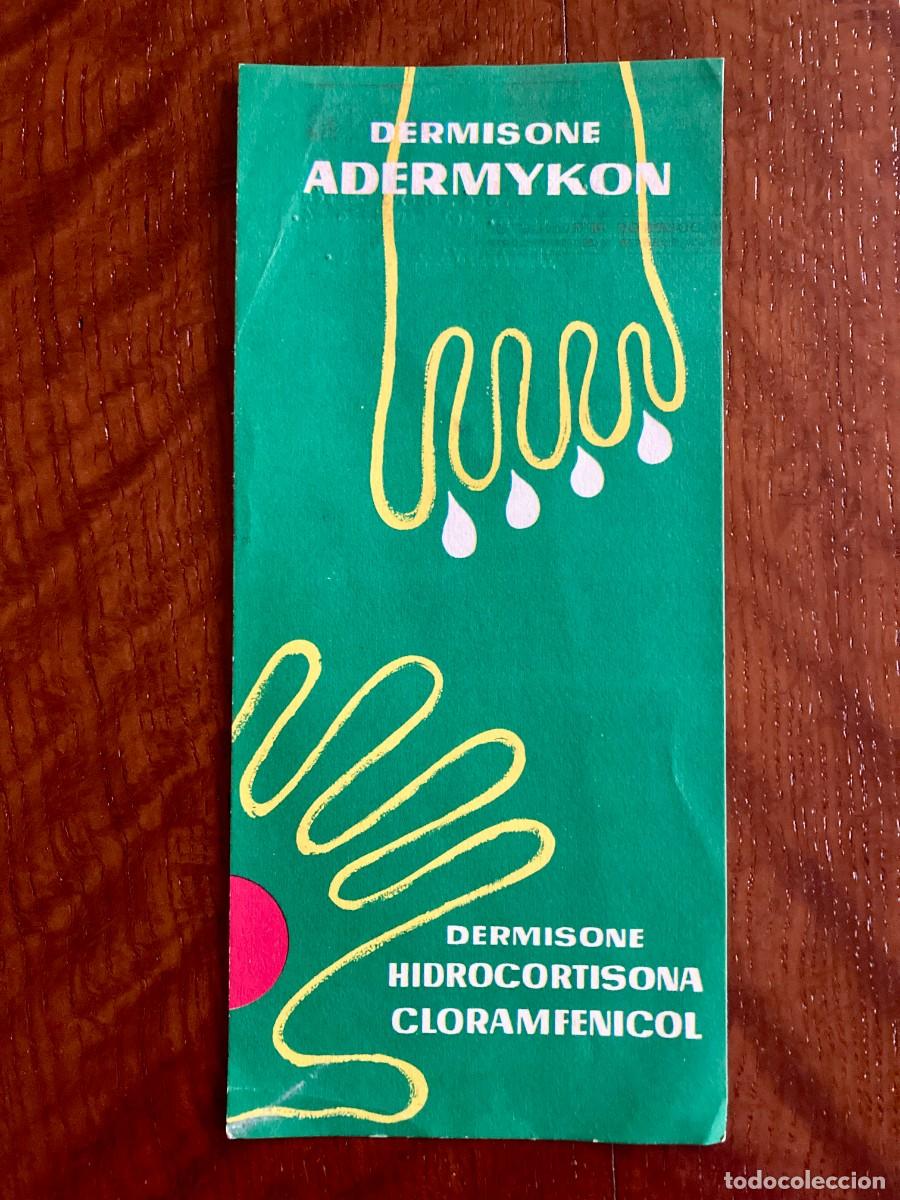 DERMISONE
ADERMYKON
DERMISONE
HIDROCORTISONA
CLORAMFENICOL
todocoleccion